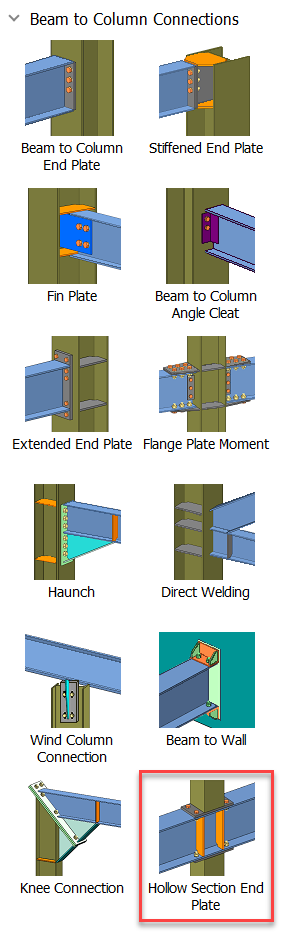 Beam to Column Connections
Beam to Column
End Plate
Stiffened End Plate
Fin Plate
Beam to Column
Angle Cleat
Extended End Plate
Flange Plate Moment
Haunch
Direct Welding
Wind Column
Connection
Beam to Wall
Knee Connection
Hollow Section End
Plate